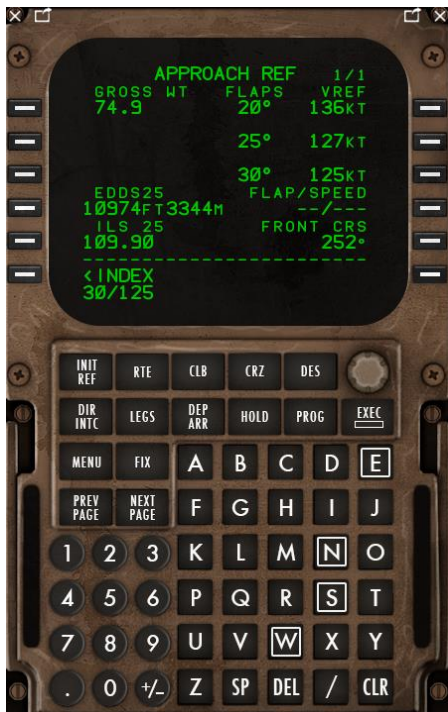 APPROACH REF 1/1
GROSS WT FLAPS VREF
74.9 20° 136KT
25° 127KT
30° 125KT
EDDS25 FLAP/SPEED
10974FT3344M --/---
ILS 25 FRONT CRS
109.90 252°
--------------------------
<INDEX
30/125
INIT REF RTE CLB CRZ DES
DIR INTC LEGS DEP ARR HOLD PROG EXEC
MENU FIX A B C D E
PREV PAGE NEXT PAGE F G H I J
1 2 3 K L M N O
4 5 6 P Q R S T
7 8 9 U V W X Y
. 0 +/- Z SP DEL / CLR